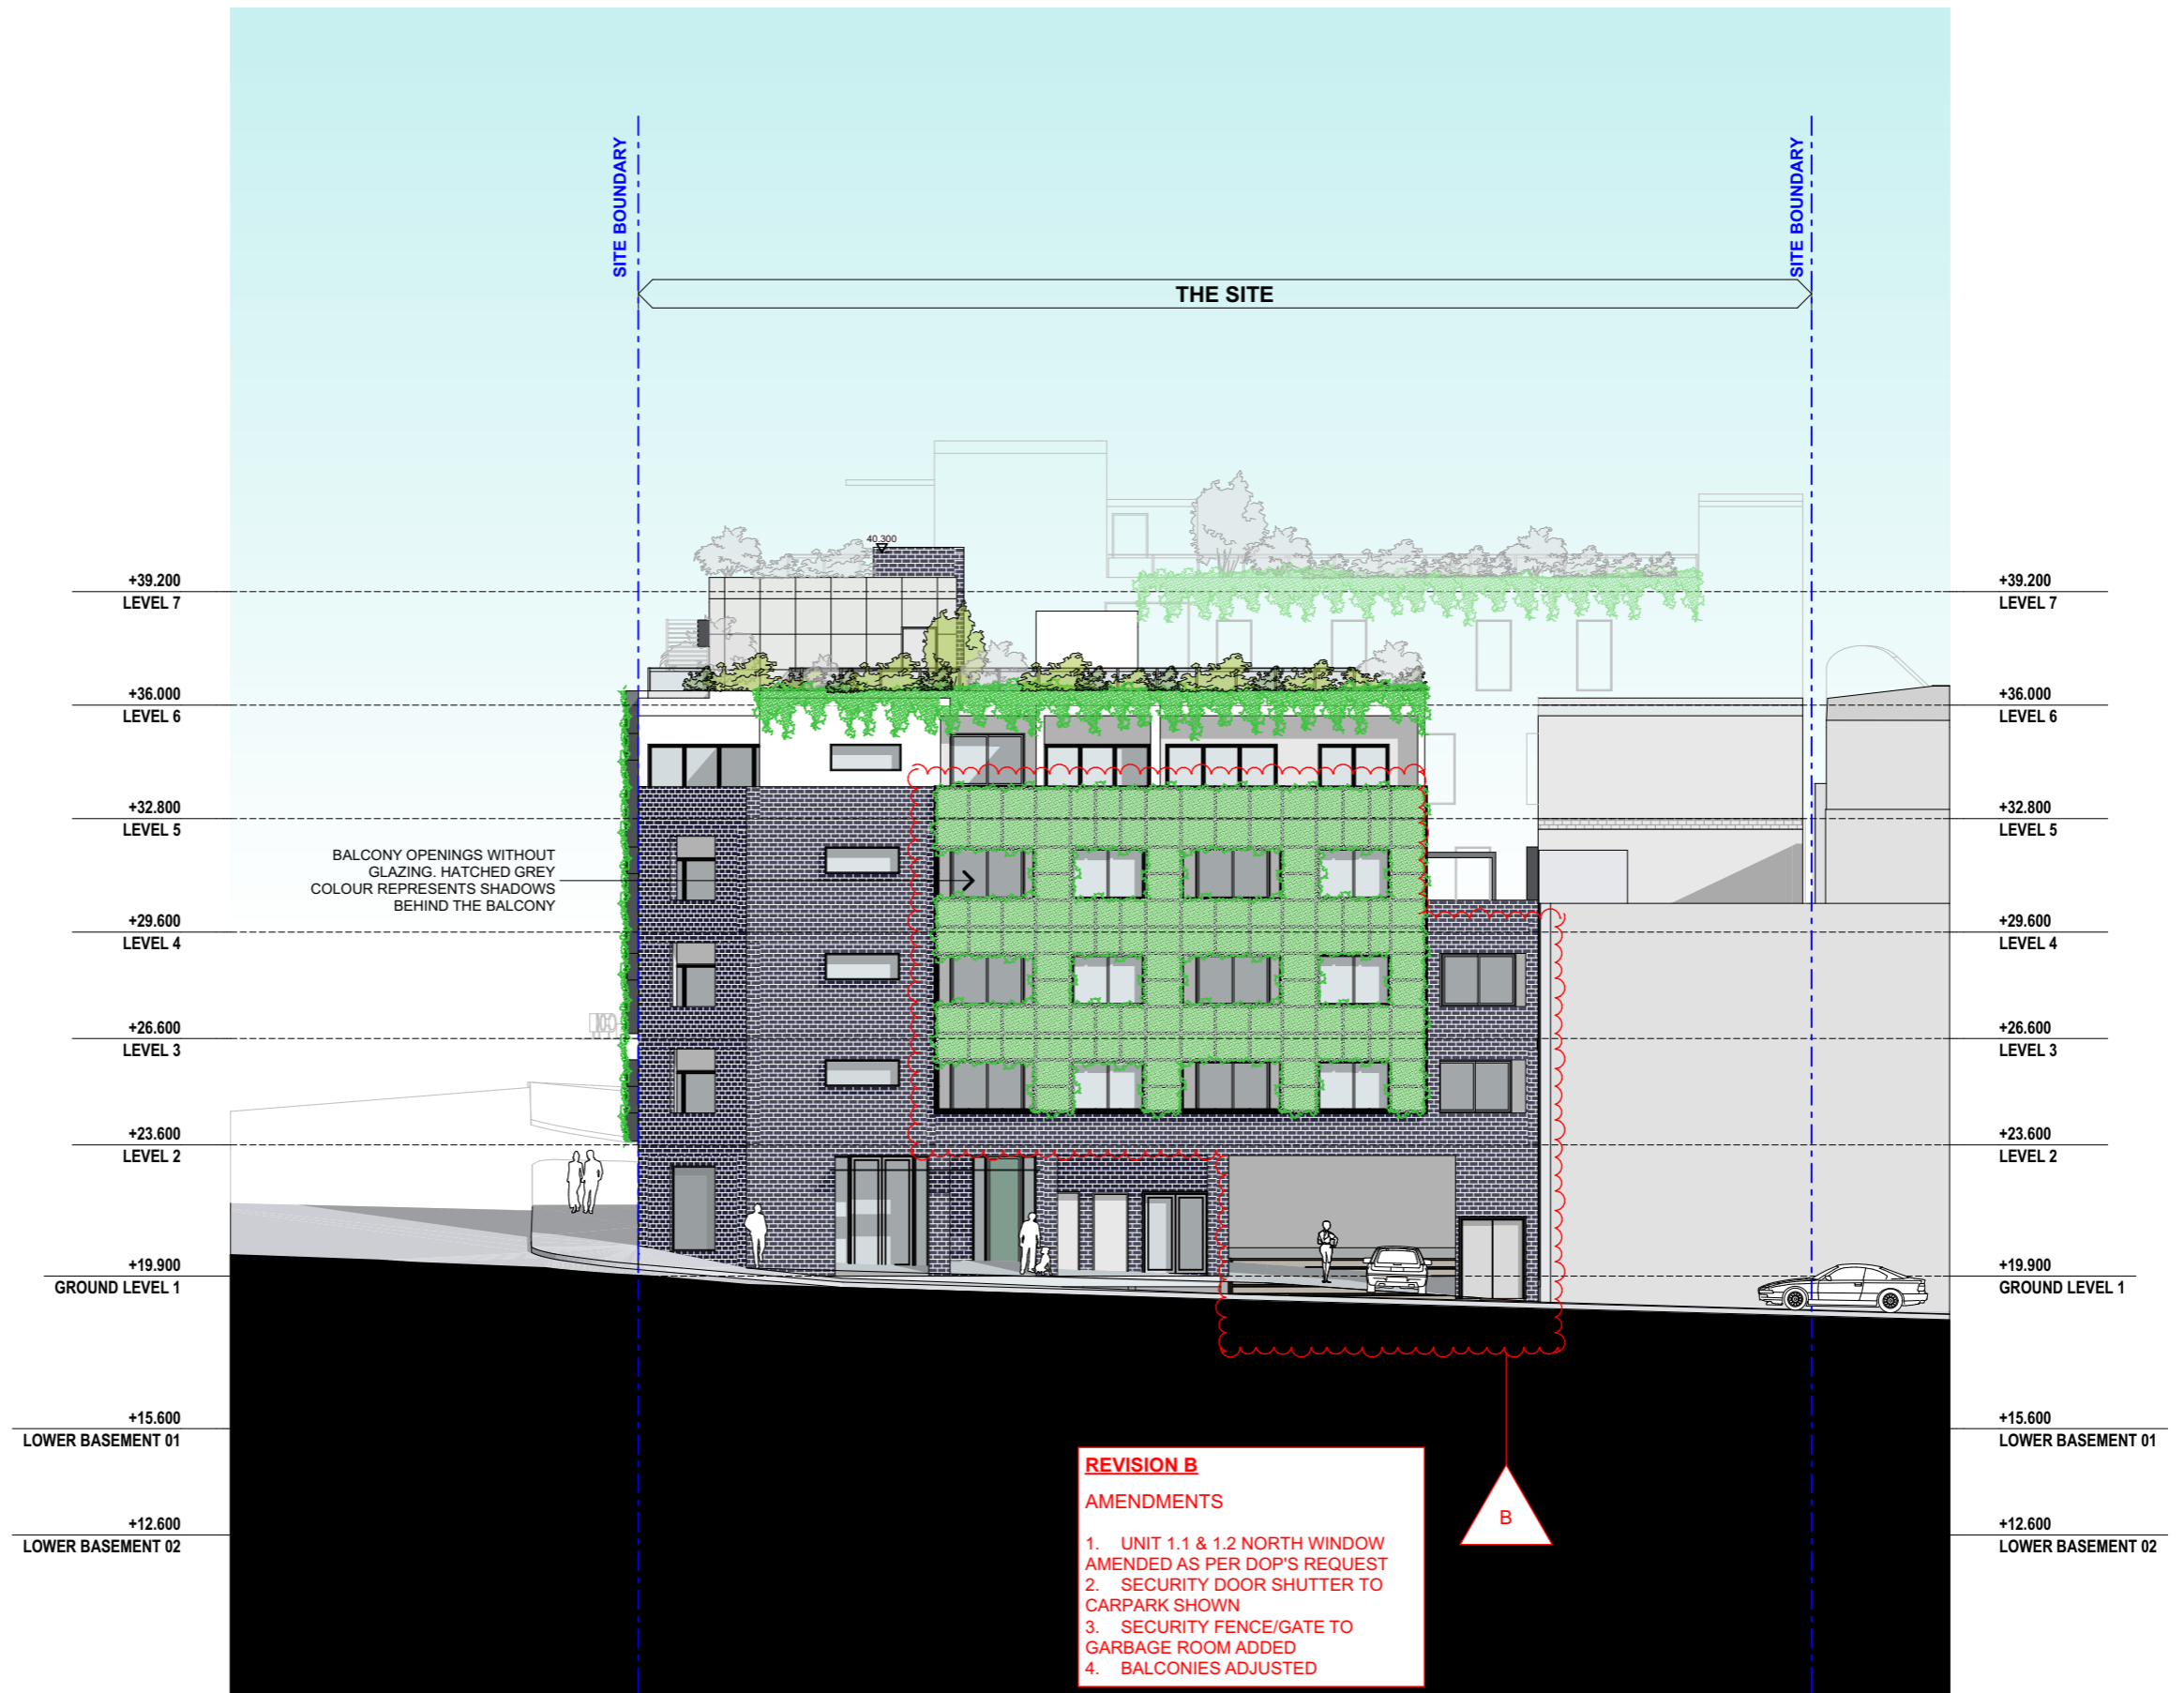 SITE BOUNDARY
SITE BOUNDARY
THE SITE
40.300
+39.200
LEVEL 7
+39.200
LEVEL 7
+36.000
LEVEL 6
+36.000
LEVEL 6
+32.800
LEVEL 5
+32.800
LEVEL 5
BALCONY OPENINGS WITHOUT
GLAZING. HATCHED GREY
COLOUR REPRESENTS SHADOWS
BEHIND THE BALCONY
+29.600
LEVEL 4
+29.600
LEVEL 4
+26.600
LEVEL 3
+26.600
LEVEL 3
+23.600
LEVEL 2
+23.600
LEVEL 2
+19.900
GROUND LEVEL 1
+19.900
GROUND LEVEL 1
+15.600
LOWER BASEMENT 01
+15.600
LOWER BASEMENT 01
+12.600
LOWER BASEMENT 02
+12.600
LOWER BASEMENT 02
REVISION B
AMENDMENTS
1. UNIT 1.1 & 1.2 NORTH WINDOW
AMENDED AS PER DOP'S REQUEST
2. SECURITY DOOR SHUTTER TO
CARPARK SHOWN
3. SECURITY FENCE/GATE TO
GARBAGE ROOM ADDED
4. BALCONIES ADJUSTED
B